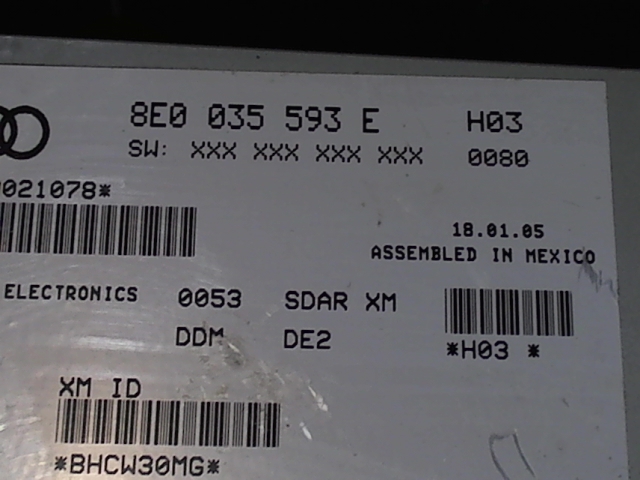 8E0 035 593 E H03
SW: XXX XXX XXX XXX 0080
021078*
18.01.05
ASSEMBLED IN MEXICO
ELECTRONICS 0053 SDAR XM
DDM DE2
*H03 *
XM ID
*BHCW30MG*